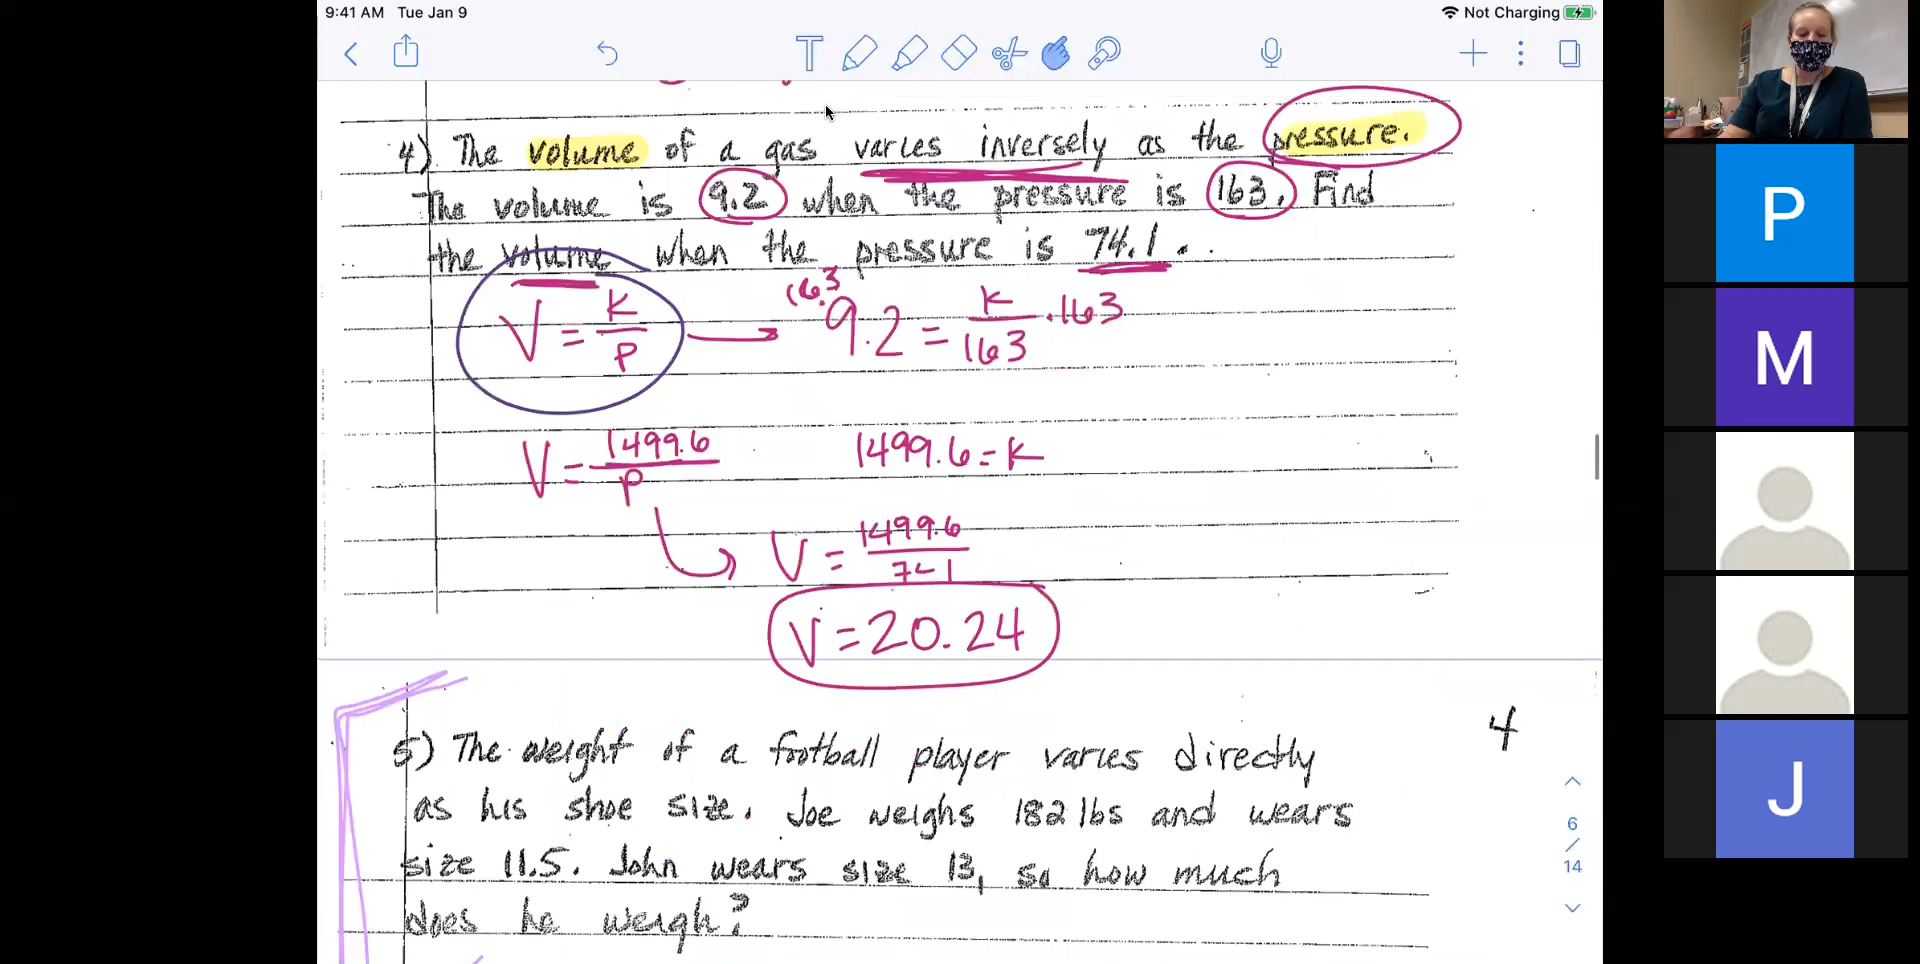 9:41 AM Tue Jan 9
Not Charging
T
4) The volume of a gas varies inversely as the pressure.
The volume is 9.2 when the pressure is 163. Find
the volume when the pressure is 74.1.
V = K/P
163 · 9.2 = K/163 · 163
V = 1499.6/P
1499.6 = K
V = 1499.6/74.1
V = 20.24
4
5) The weight of a football player varies directly
as his shoe size. Joe weighs 182 lbs and wears
size 11.5. John wears size 13, so how much
does he weigh?
6
/
14
P
M
J